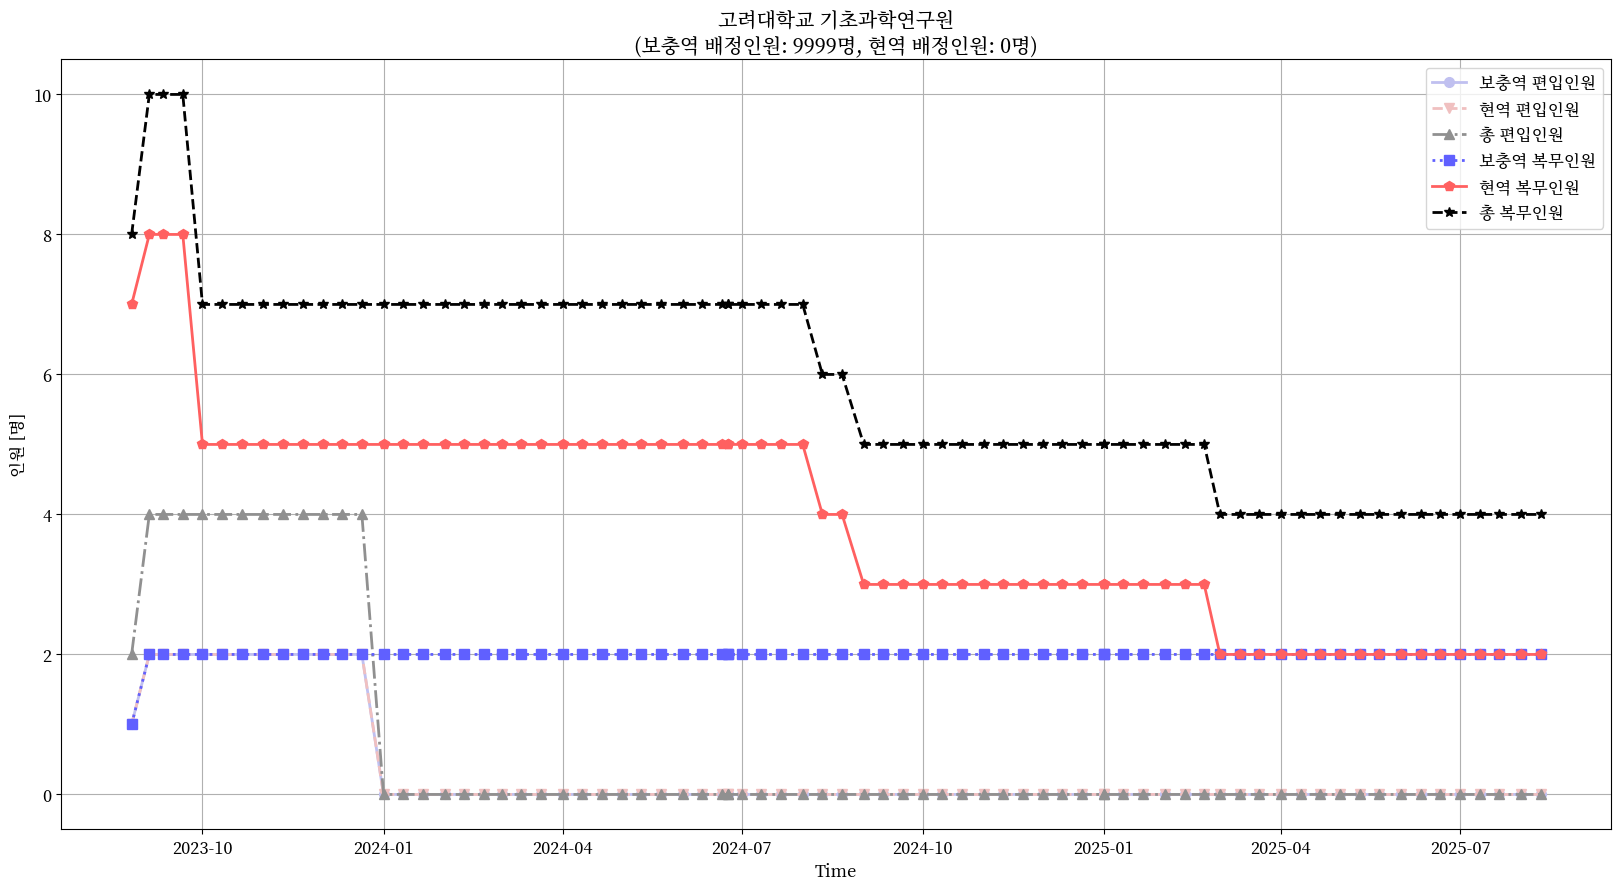 고려대학교 기초과학연구원
(보충역 배정인원: 9999명, 현역 배정인원: 0명)
보충역 편입인원
현역 편입인원
총 편입인원
보충역 복무인원
현역 복무인원
총 복무인원
인원 [명]
10
8
6
4
2
0
2023-10
2024-01
2024-04
2024-07
2024-10
2025-01
2025-04
2025-07
Time